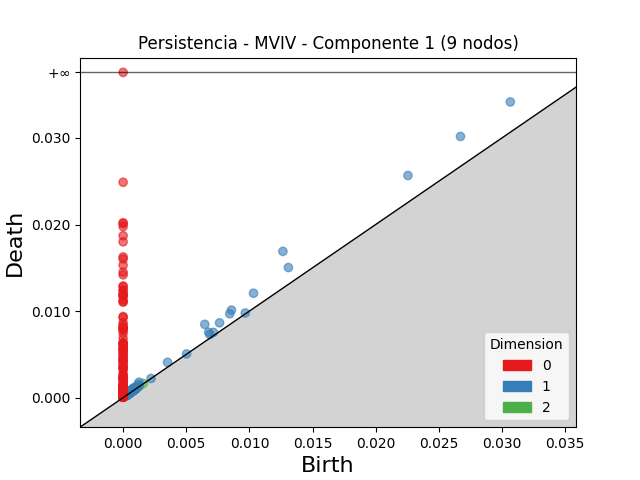 Persistencia - MVIV - Componente 1 (9 nodos)
+∞
0.030
0.020
0.010
0.000
Death
0.000 0.005 0.010 0.015 0.020 0.025 0.030 0.035
Birth
Dimension
0
1
2